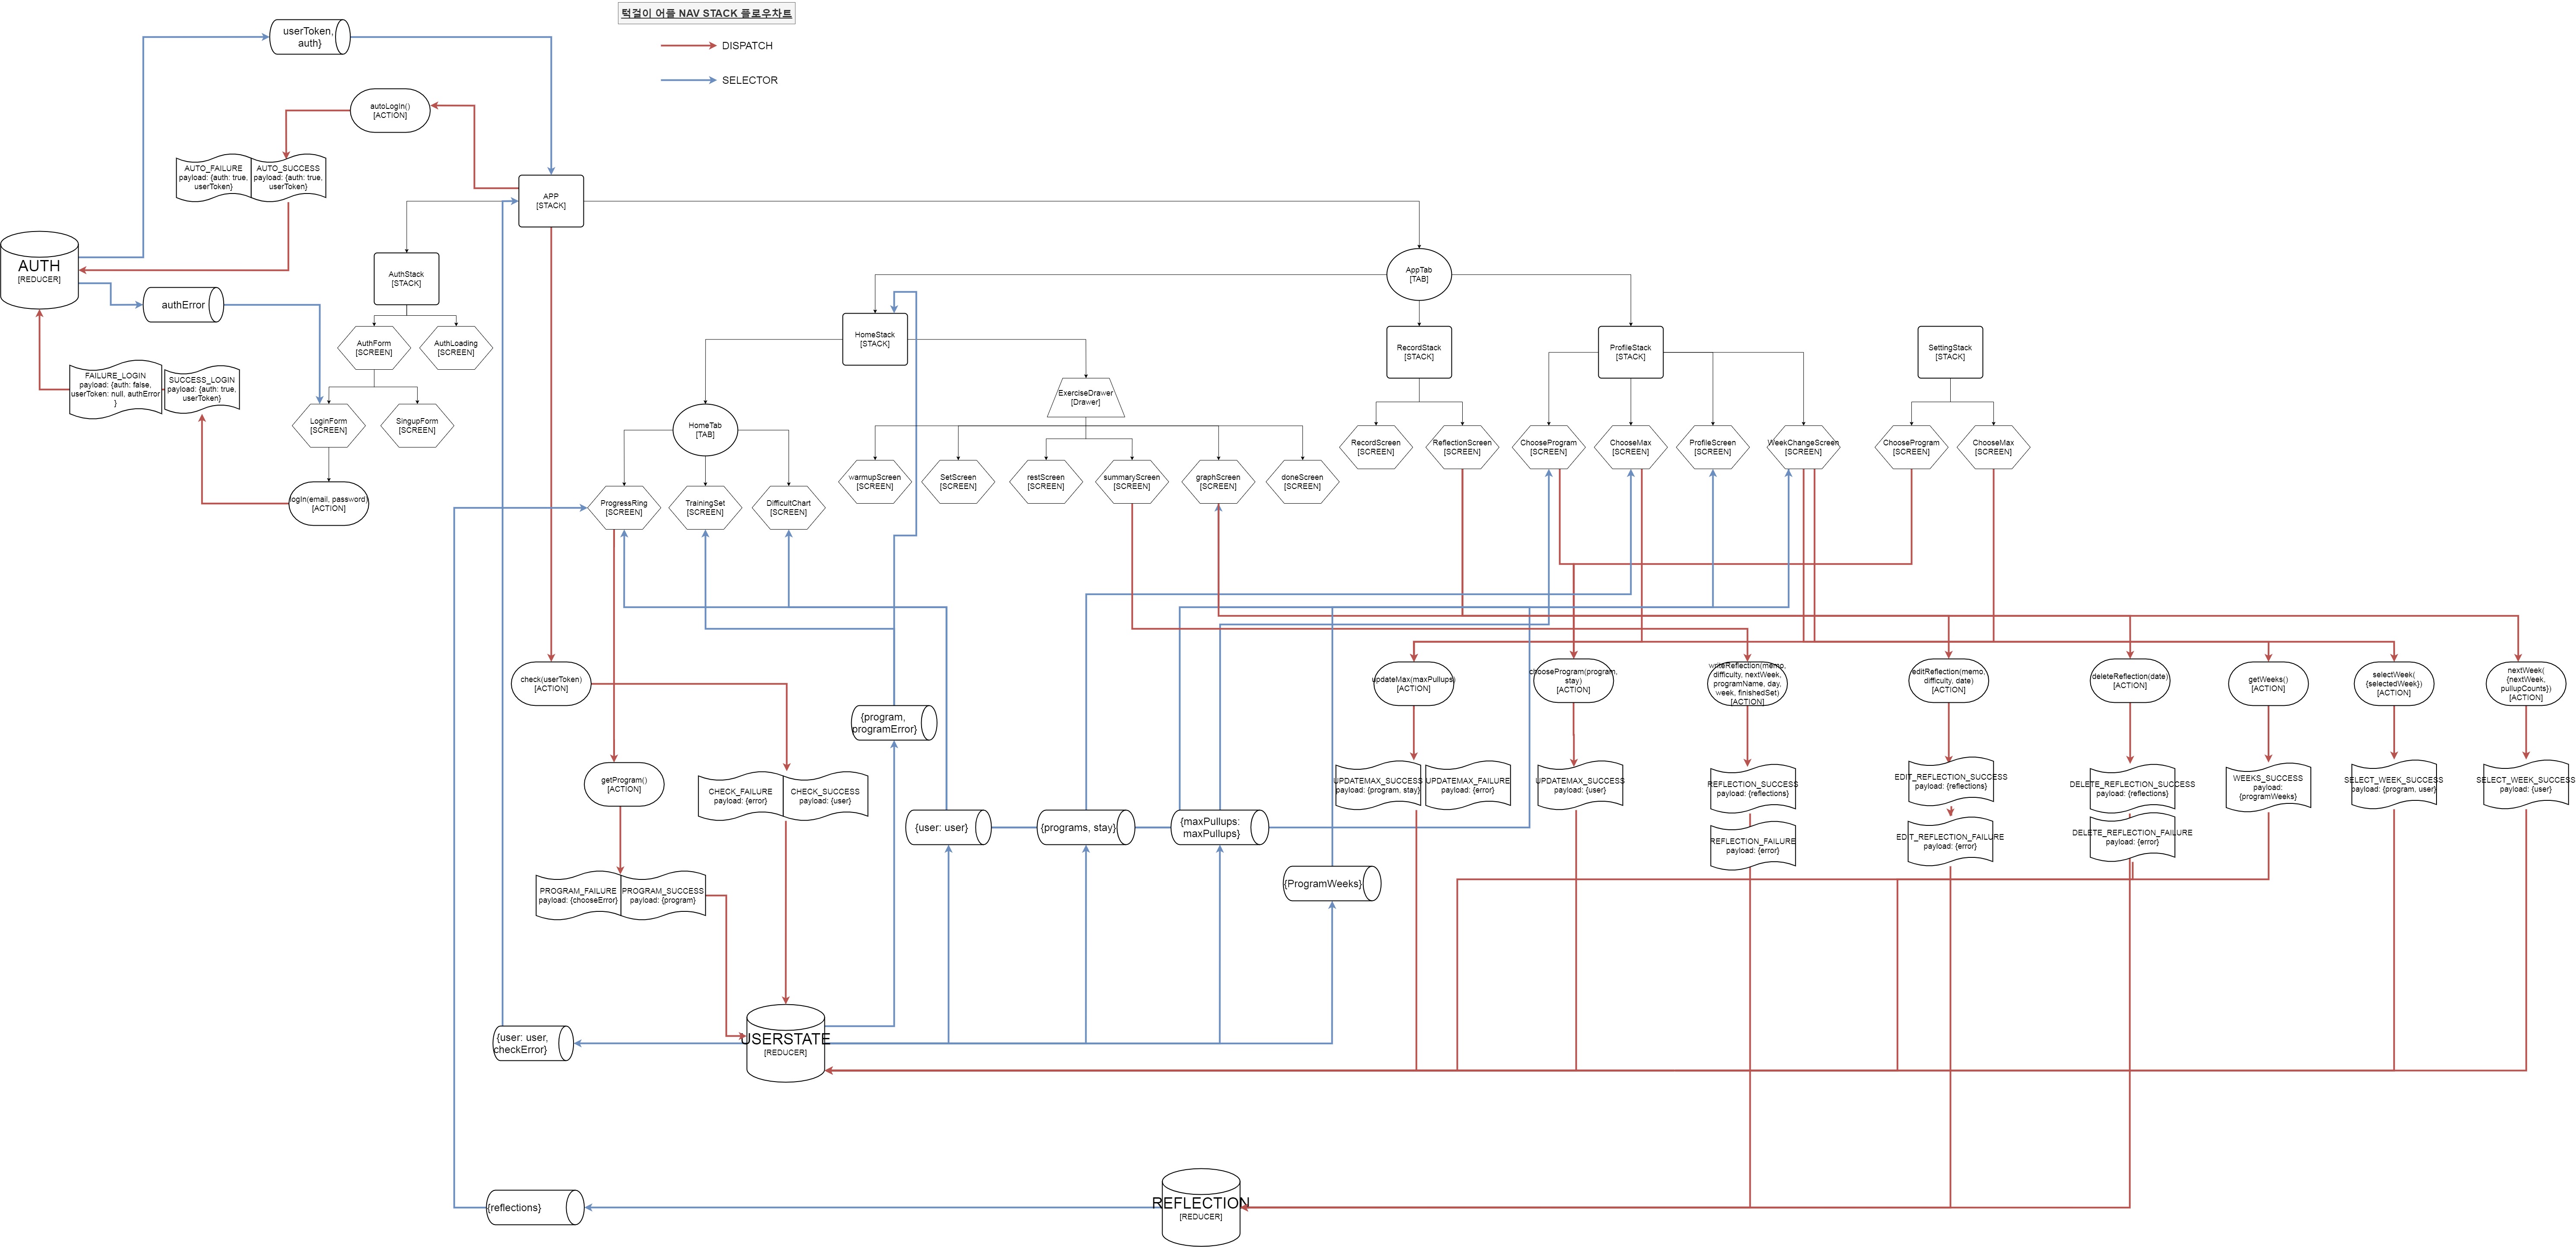 턱걸이 어플 NAV STACK 플로우차트
DISPATCH
SELECTOR
userToken,
auth}
autoLogIn()
[ACTION]
AUTO_FAILURE
payload: {auth: true,
userToken}
AUTO_SUCCESS
payload: {auth: true,
userToken}
APP
[STACK]
AUTH
[REDUCER]
authError
AuthStack
[STACK]
AppTab
[TAB]
AuthForm
[SCREEN]
AuthLoading
[SCREEN]
HomeStack
[STACK]
RecordStack
[STACK]
ProfileStack
[STACK]
SettingStack
[STACK]
FAILURE_LOGIN
payload: {auth: false,
userToken: null, authError
}
SUCCESS_LOGIN
payload: {auth: true,
userToken}
LoginForm
[SCREEN]
SingupForm
[SCREEN]
logIn(email, password)
[ACTION]
HomeTab
[TAB]
ExerciseDrawer
[Drawer]
RecordScreen
[SCREEN]
ReflectionScreen
[SCREEN]
ChooseProgram
[SCREEN]
ChooseMax
[SCREEN]
ProfileScreen
[SCREEN]
WeekChangeScreen
[SCREEN]
ChooseProgram
[SCREEN]
ChooseMax
[SCREEN]
ProgressRing
[SCREEN]
TrainingSet
[SCREEN]
DifficultChart
[SCREEN]
warmupScreen
[SCREEN]
SetScreen
[SCREEN]
restScreen
[SCREEN]
summaryScreen
[SCREEN]
graphScreen
[SCREEN]
doneScreen
[SCREEN]
check(userToken)
[ACTION]
updateMax(maxPullups)
[ACTION]
chooseProgram(program,
stay)
[ACTION]
writeReflection(memo,
difficulty, nextWeek,
programName, day,
week, finishedSet)
[ACTION]
editReflection(memo,
difficulty, date)
[ACTION]
deleteReflection(date)
[ACTION]
getWeeks()
[ACTION]
selectWeek(
{selectedWeek})
[ACTION]
nextWeek(
{nextWeek,
pullupCounts})
[ACTION]
{program,
programError}
getProgram()
[ACTION]
CHECK_FAILURE
payload: {error}
CHECK_SUCCESS
payload: {user}
UPDATEMAX_SUCCESS
payload: {program, stay}
UPDATEMAX_FAILURE
payload: {error}
UPDATEMAX_SUCCESS
payload: {user}
REFLECTION_SUCCESS
payload: {reflections}
EDIT_REFLECTION_SUCCESS
payload: {reflections}
DELETE_REFLECTION_SUCCESS
payload: {reflections}
WEEKS_SUCCESS
payload:
{programWeeks}
SELECT_WEEK_SUCCESS
payload: {program, user}
SELECT_WEEK_SUCCESS
payload: {user}
{user: user}
{programs, stay}
{maxPullups:
maxPullups}
REFLECTION_FAILURE
payload: {error}
EDIT_REFLECTION_FAILURE
payload: {error}
DELETE_REFLECTION_FAILURE
payload: {error}
{ProgramWeeks}
PROGRAM_FAILURE
payload: {chooseError}
PROGRAM_SUCCESS
payload: {program}
{user: user,
checkError}
USERSTATE
[REDUCER]
{reflections}
REFLECTION
[REDUCER]